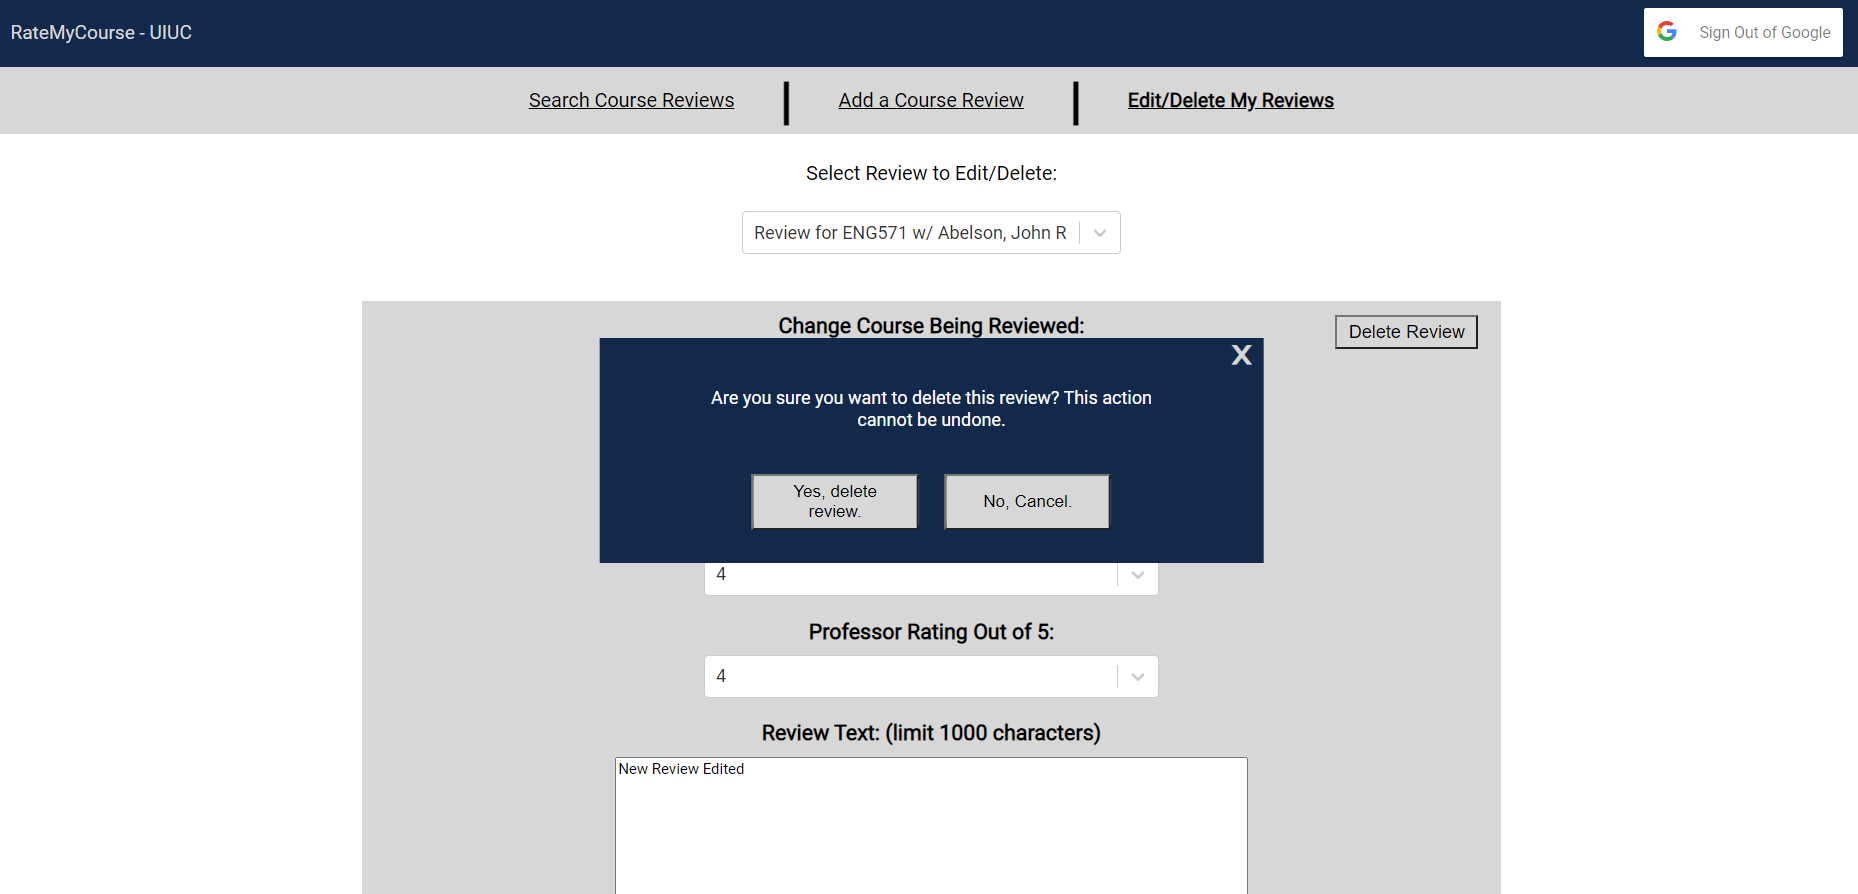 RateMyCourse - UIUC
Sign Out of Google
Search Course Reviews
Add a Course Review
Edit/Delete My Reviews
Select Review to Edit/Delete:
Review for ENG571 w/ Abelson, John R
Change Course Being Reviewed:
Delete Review
X
Are you sure you want to delete this review? This action
cannot be undone.
Yes, delete
review.
No, Cancel.
4
Professor Rating Out of 5:
4
Review Text: (limit 1000 characters)
New Review Edited